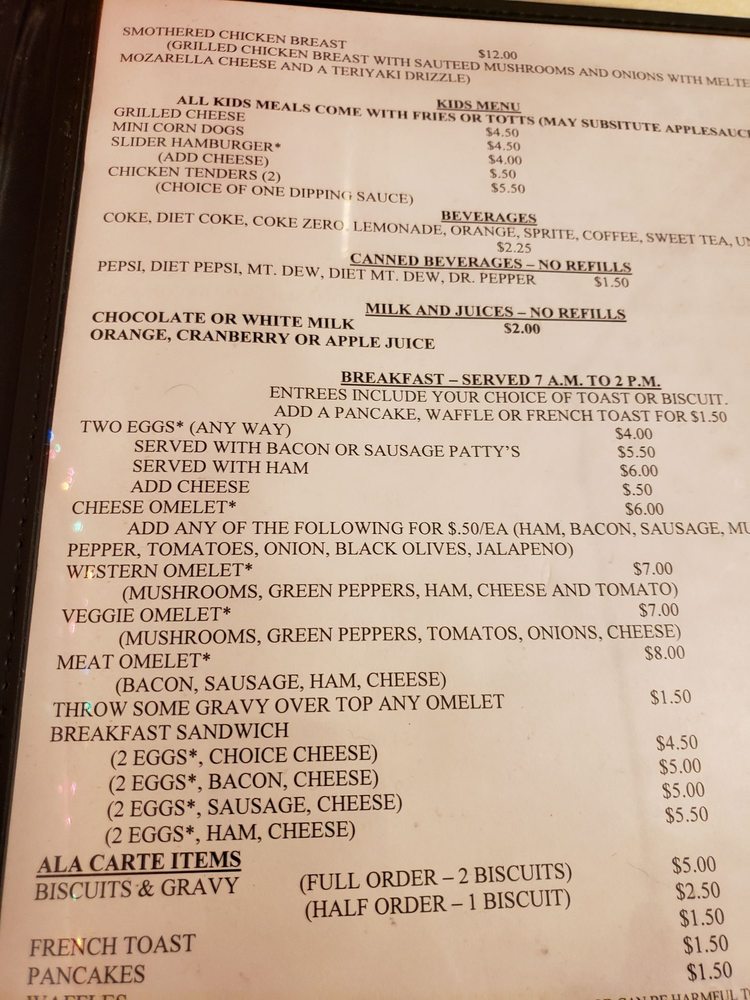 SMOTHERED CHICKEN BREAST $12.00
(GRILLED CHICKEN BREAST WITH SAUTEED MUSHROOMS AND ONIONS WITH
MOZARELLA CHEESE AND A TERIYAKI DRIZZLE)
KIDS MENU
ALL KIDS MEALS COME WITH FRIES OR TOTTS (MAY SUBSITUTE
GRILLED CHEESE $4.50
MINI CORN DOGS $4.50
SLIDER HAMBURGER* $4.00
(ADD CHEESE) $.50
CHICKEN TENDERS (2) $5.50
(CHOICE OF ONE DIPPING SAUCE)
BEVERAGES
COKE, DIET COKE, COKE ZERO, LEMONADE, ORANGE, SPRITE, COFFEE, SWEET TEA,
$2.25
CANNED BEVERAGES – NO REFILLS
PEPSI, DIET PEPSI, MT. DEW, DIET MT. DEW, DR. PEPPER $1.50
MILK AND JUICES – NO REFILLS
CHOCOLATE OR WHITE MILK $2.00
ORANGE, CRANBERRY OR APPLE JUICE
BREAKFAST – SERVED 7 A.M. TO 2 P.M.
ENTREES INCLUDE YOUR CHOICE OF TOAST OR BISCUIT.
ADD A PANCAKE, WAFFLE OR FRENCH TOAST FOR $1.50
TWO EGGS* (ANY WAY) $4.00
SERVED WITH BACON OR SAUSAGE PATTY'S $5.50
SERVED WITH HAM $6.00
ADD CHEESE $.50
CHEESE OMELET* $6.00
ADD ANY OF THE FOLLOWING FOR $.50/EA (HAM, BACON, SAUSAGE,
PEPPER, TOMATOES, ONION, BLACK OLIVES, JALAPENO)
WESTERN OMELET* $7.00
(MUSHROOMS, GREEN PEPPERS, HAM, CHEESE AND TOMATO)
VEGGIE OMELET* $7.00
(MUSHROOMS, GREEN PEPPERS, TOMATOS, ONIONS, CHEESE)
MEAT OMELET* $8.00
(BACON, SAUSAGE, HAM, CHEESE)
THROW SOME GRAVY OVER TOP ANY OMELET $1.50
BREAKFAST SANDWICH
(2 EGGS*, CHOICE CHEESE) $4.50
(2 EGGS*, BACON, CHEESE) $5.00
(2 EGGS*, SAUSAGE, CHEESE) $5.00
(2 EGGS*, HAM, CHEESE) $5.50
ALA CARTE ITEMS
BISCUITS & GRAVY (FULL ORDER – 2 BISCUITS) $5.00
(HALF ORDER – 1 BISCUIT) $2.50
$1.50
FRENCH TOAST $1.50
PANCAKES $1.50
WAFFLES
CAN BE HARMFUL